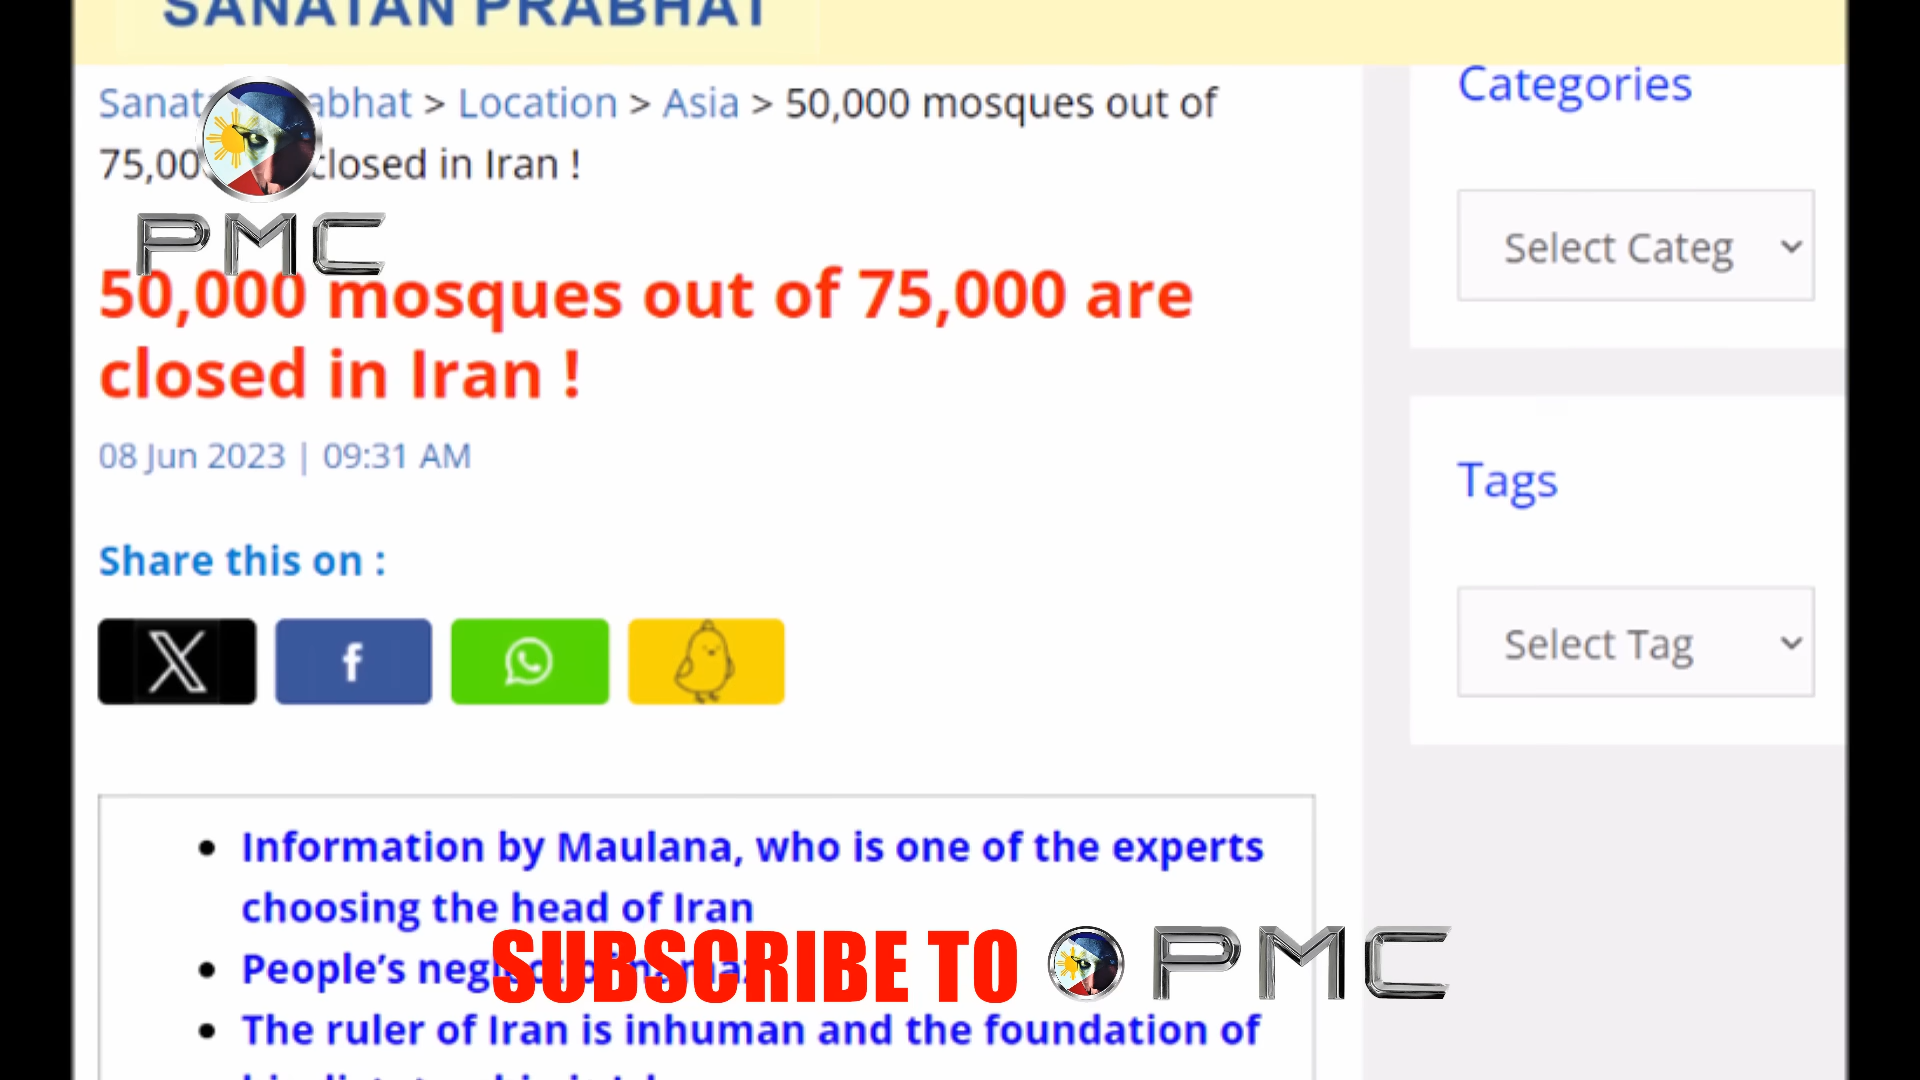 SANATAN PRABHAT
> Location > Asia > 50,000 mosques out of
closed in Iran !
PMC
50,000 mosques out of 75,000 are
closed in Iran !
08 Jun 2023 | 09:31 AM
Share this on :
X
f
Information by Maulana, who is one of the experts
choosing the head of Iran
People's
SUBSCRIBE TO PMC
The ruler of Iran is inhuman and the foundation of
Categories
Select Categ
Tags
Select Tag